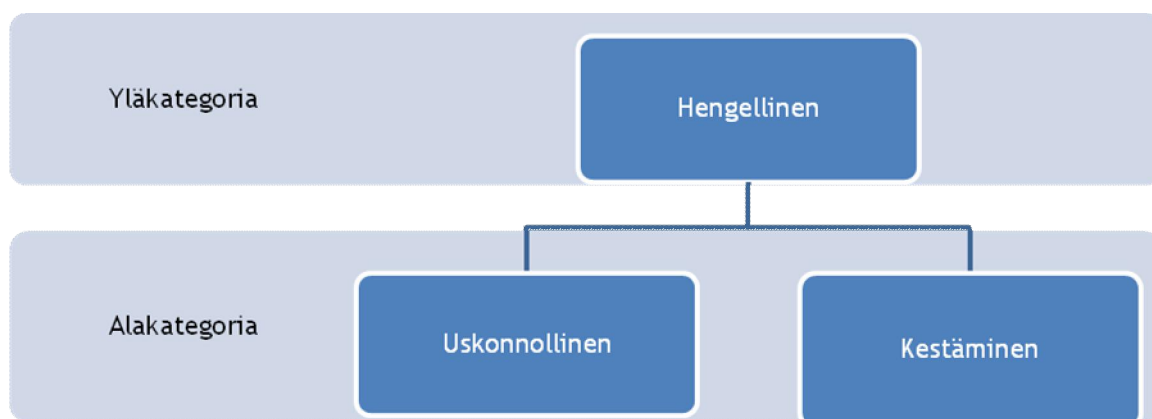 Yläkategoria
Hengellinen
Alakategoria
Uskonnollinen
Kestäminen